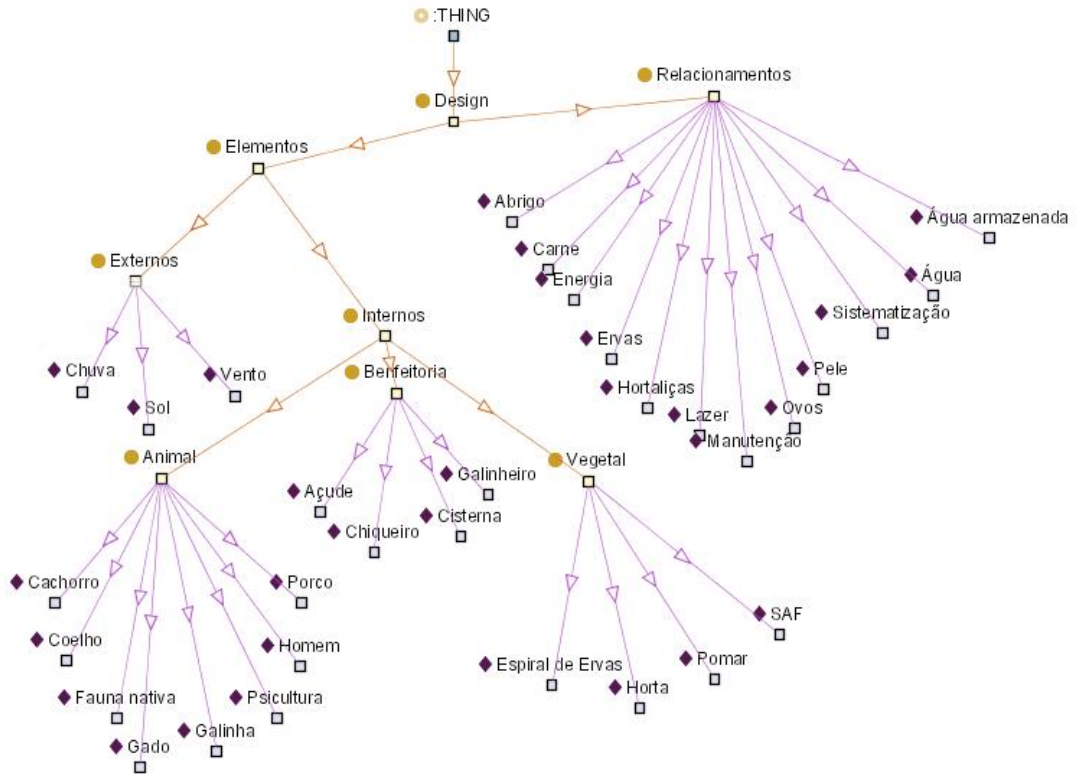 :THING
Design
Relacionamentos
Elementos
Abrigo
Água armazenada
Carne
Externos
Energia
Água
Internos
Sistematização
Ervas
Chuva
Vento
Benfeitoria
Pele
Hortaliças
Sol
Lazer
Ovos
Manutenção
Animal
Vegetal
Galinheiro
Açude
Cisterna
Chiqueiro
Cachorro
Porco
SAF
Coelho
Homem
Espiral de Ervas
Pomar
Horta
Fauna nativa
Psicultura
Galinha
Gado